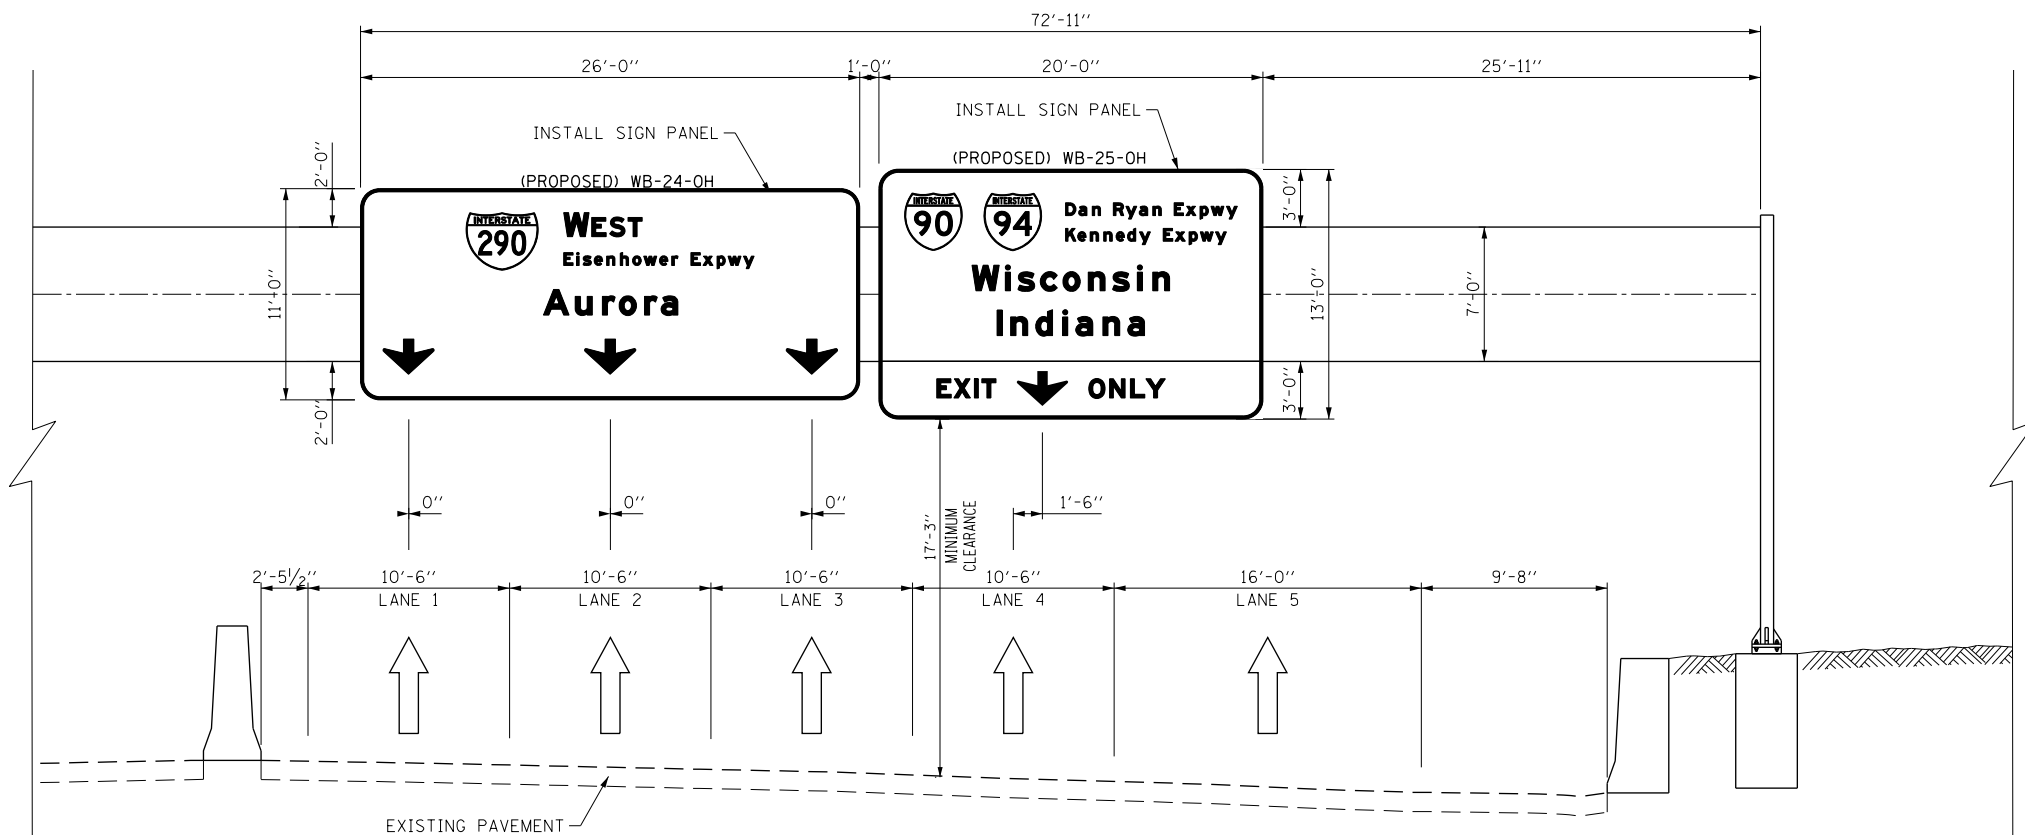 72'-11''
26'-0'' 1'-0'' 20'-0'' 25'-11''
INSTALL SIGN PANEL
INSTALL SIGN PANEL
(PROPOSED) WB-24-OH
(PROPOSED) WB-25-OH
2'-0''
11'-0''
2'-0''
INTERSTATE
290
WEST
Eisenhower Expwy
Aurora
INTERSTATE
90
INTERSTATE
94
Dan Ryan Expwy
Kennedy Expwy
Wisconsin
Indiana
EXIT ONLY
3'-0''
13'-0''
3'-0''
7'-0''
0'' 0'' 0'' 1'-6''
17'-3''
MINIMUM
CLEARANCE
2'-5 1/2'' 10'-6'' 10'-6'' 10'-6'' 10'-6'' 16'-0'' 9'-8''
LANE 1 LANE 2 LANE 3 LANE 4 LANE 5
EXISTING PAVEMENT